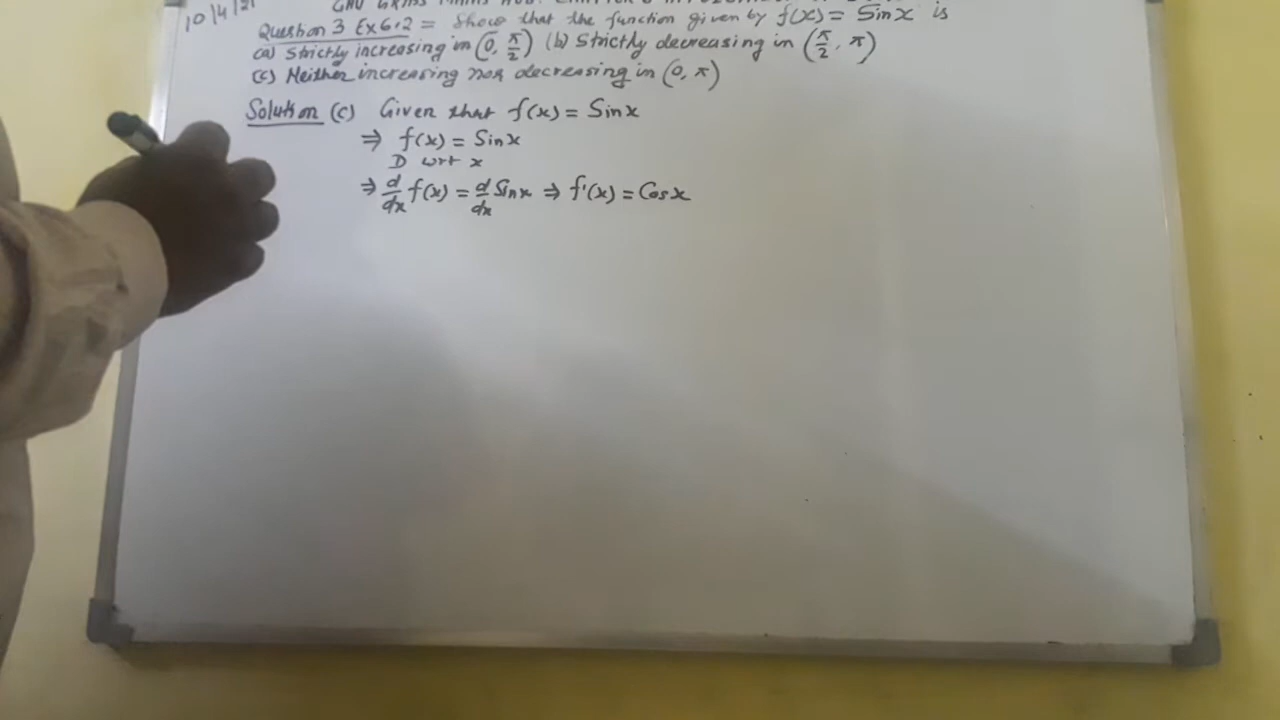 10/4/21
Question 3 Ex 6.2 = Show that the function given by f(x) = Sinx is
(a) Strictly increasing in (0, π/2) (b) Strictly decreasing in (π/2, π)
(c) Neither increasing nor decreasing in (0, π)
Solution (c) Given that f(x) = Sinx
⇒ f(x) = Sinx
D wrt x
⇒ d/dx f(x) = d/dx Sinx ⇒ f'(x) = Cosx